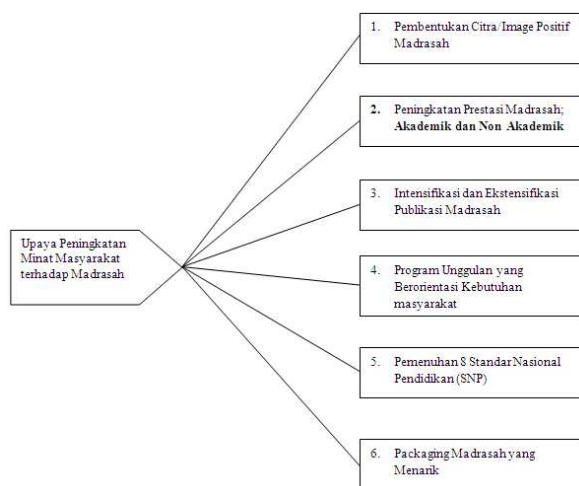 Upaya Peningkatan
Minat Masyarakat
terhadap Madrasah
1. Pembentukan Citra/Image Positif
Madrasah
2. Peningkatan Prestasi Madrasah;
Akademik dan Non Akademik
3. Intensifikasi dan Ekstensifikasi
Publikasi Madrasah
4. Program Unggulan yang
Berorientasi Kebutuhan
masyarakat
5. Pemenuhan 8 Standar Nasional
Pendidikan (SNP)
6. Packaging Madrasah yang
Menarik